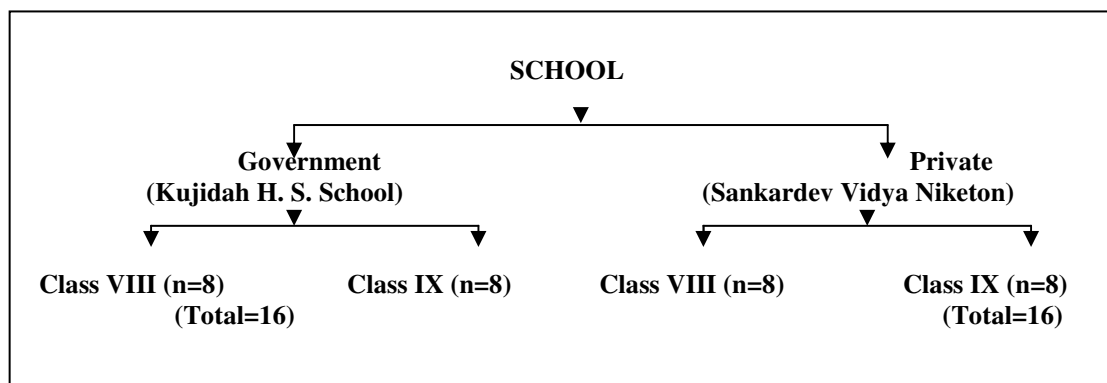 SCHOOL
Government Private
(Kujidah H. S. School) (Sankardev Vidya Niketon)
Class VIII (n=8) Class IX (n=8) Class VIII (n=8) Class IX (n=8)
(Total=16) (Total=16)